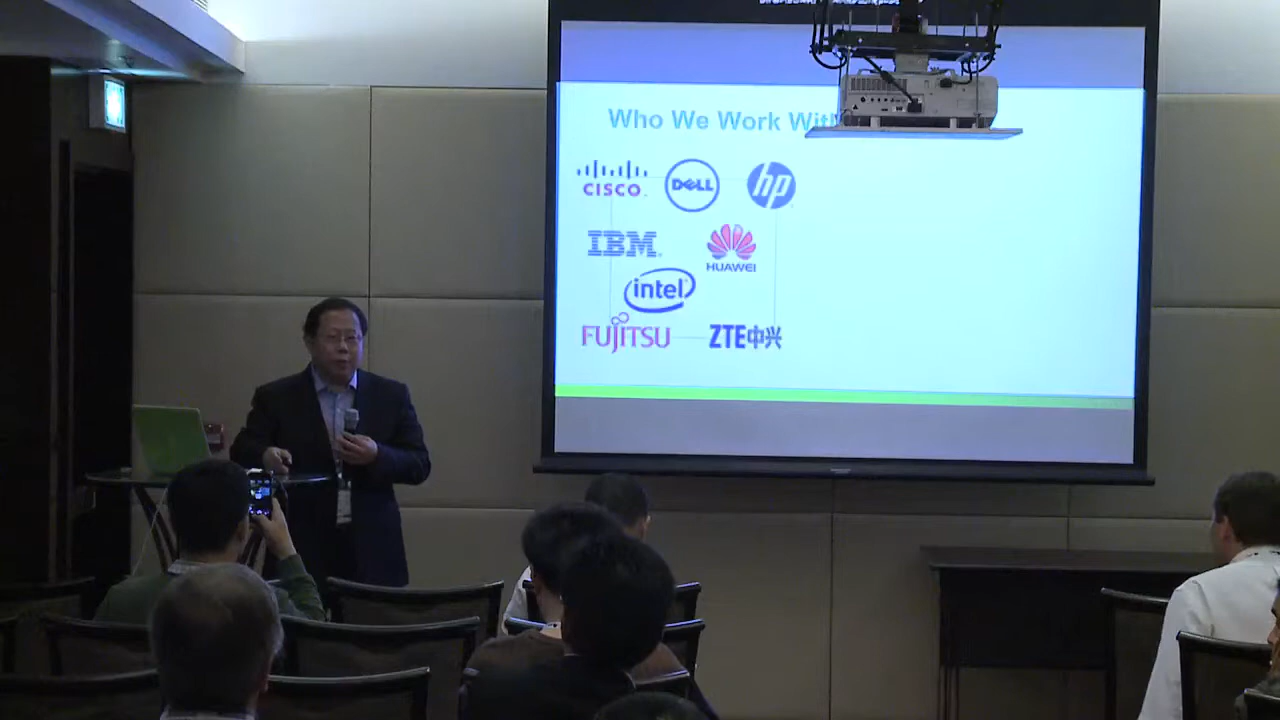 Who We Work With
CISCO
DELL
hp
IBM
HUAWEI
intel
FUJITSU
ZTE中兴